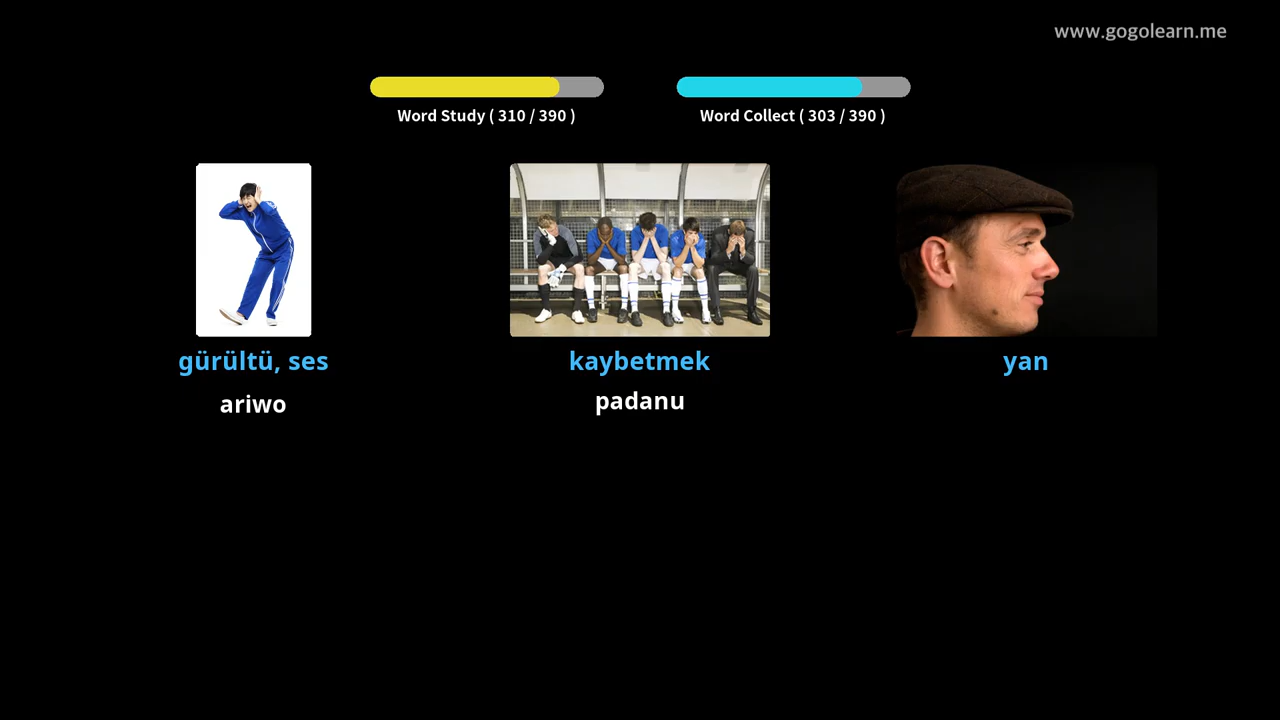 www.gogolearn.me
Word Study ( 310 / 390 )
Word Collect ( 303 / 390 )
gürültü, ses
kaybetmek
yan
ariwo
padanu